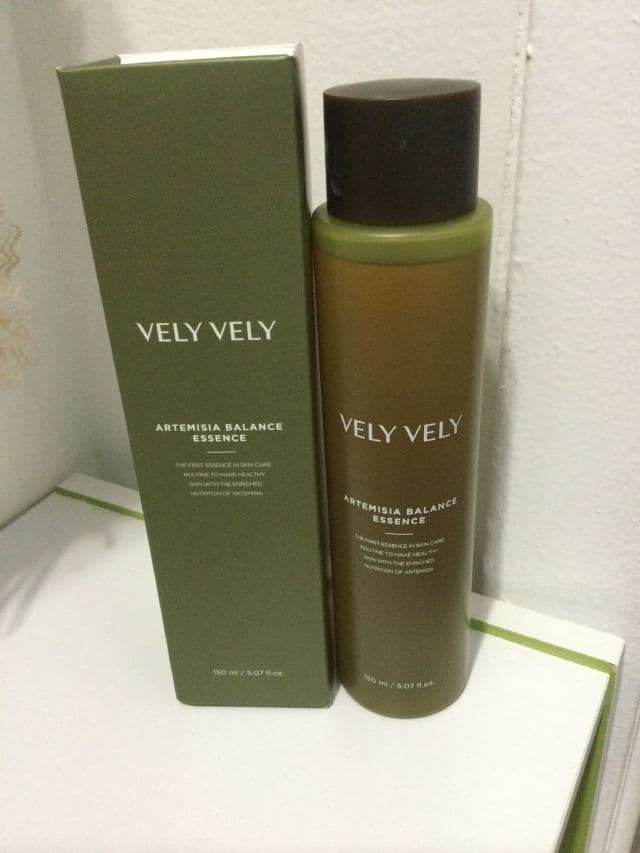 VELY VELY
ARTEMISIA BALANCE
ESSENCE
THE FIRST ESSENCE IN SKIN CARE
ROUTINE TO MAKE HEALTHY
SKIN WITH THE ENRICHED
NUTRITION OF ARTEMISIA
150 ml / 5.07 fl.oz.
VELY VELY
ARTEMISIA BALANCE
ESSENCE
THE FIRST ESSENCE IN SKIN CARE
ROUTINE TO MAKE HEALTHY
SKIN WITH THE ENRICHED
NUTRITION OF ARTEMISIA
150 ml / 5.07 fl.oz.